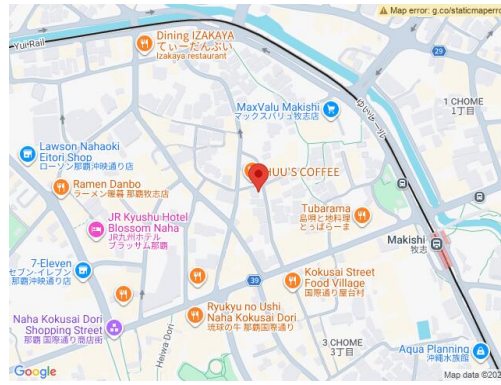 Map error: g.co/staticmaperro
Yui Rail
Dining IZAKAYA
てぃーだんぶい
Izakaya restaurant
29
ゆいレール
1 CHOME
1丁目
MaxValu Makishi
マックスバリュ牧志店
Lawson Nahaoki
Eitori Shop
ローソン那覇沖映通り店
HUU'S COFFEE
Ramen Danbo
ラーメン暖暮 那覇牧志店
JR Kyushu Hotel
Blossom Naha
JR九州ホテル
ブラッサム那覇
Tubarama
島唄と地料理
とぅばらーま
Makishi
牧志
7-Eleven
セブン-イレブン
那覇沖映通り店
39
Kokusai Street
Food Village
国際通り屋台村
Naha Kokusai Dori
Shopping Street
那覇 国際通り商店街
Heiwa Dori
Ryukyu no Ushi
Naha Kokusai Dori
琉球の牛 那覇国際通り
3 CHOME
3丁目
39
Aqua Planning
沖縄水族館
Google
Map data ©202